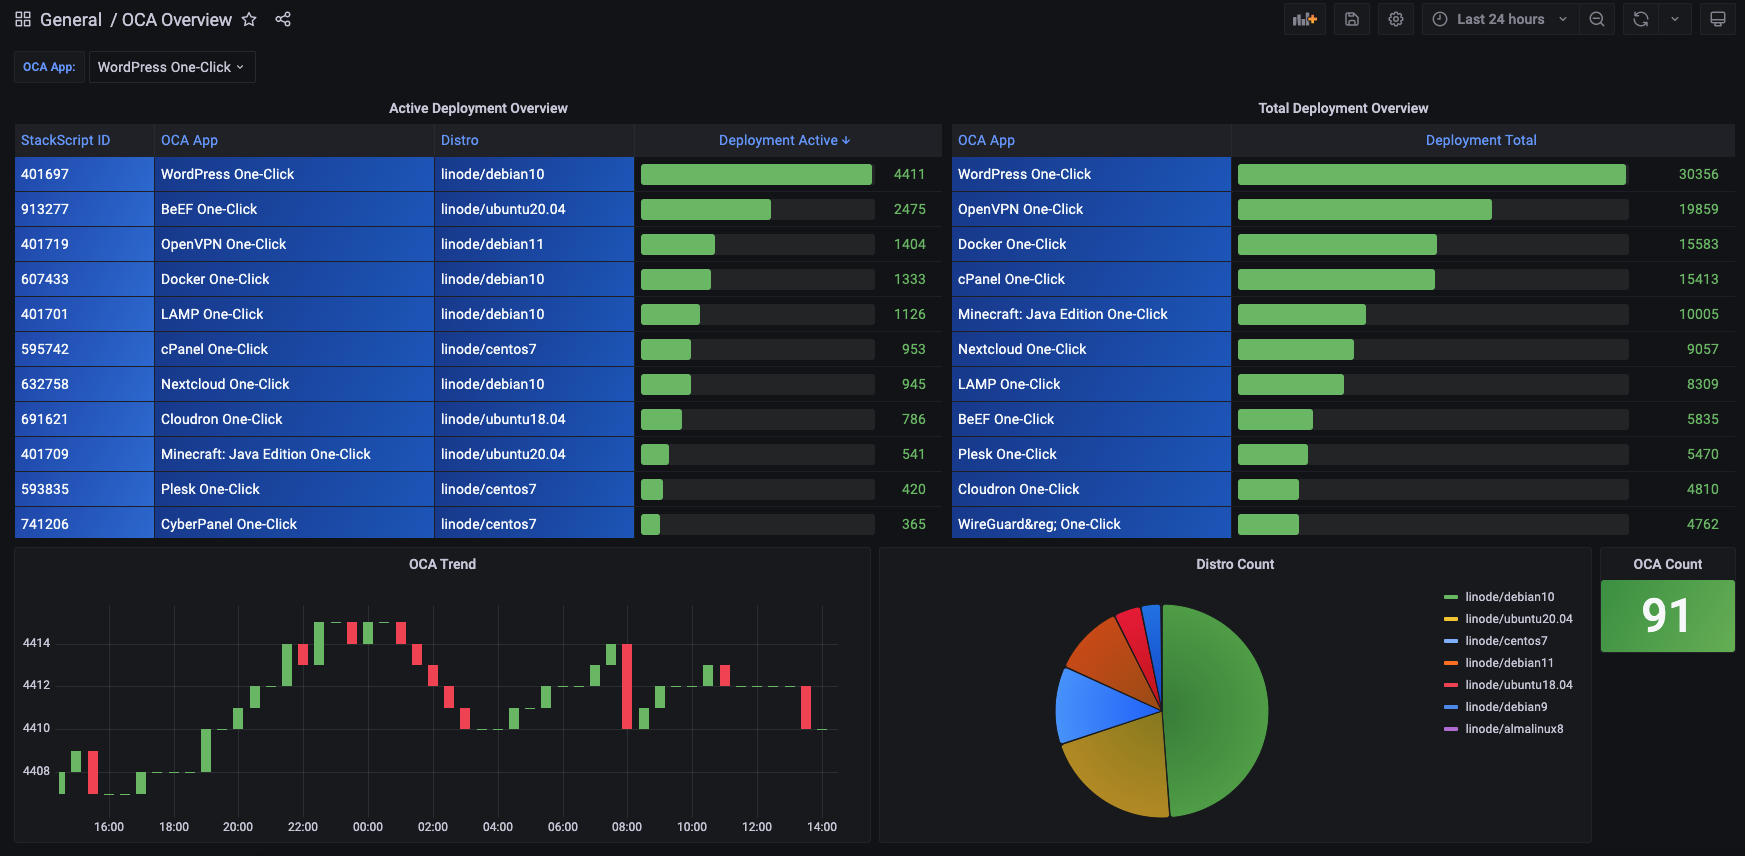 General / OCA Overview
Last 24 hours
OCA App: WordPress One-Click
Active Deployment Overview
StackScript ID OCA App Distro Deployment Active
401697 WordPress One-Click linode/debian10 4411
913277 BeEF One-Click linode/ubuntu20.04 2475
401719 OpenVPN One-Click linode/debian11 1404
607433 Docker One-Click linode/debian10 1333
401701 LAMP One-Click linode/debian10 1126
595742 cPanel One-Click linode/centos7 953
632758 Nextcloud One-Click linode/debian10 945
691621 Cloudron One-Click linode/ubuntu18.04 786
401709 Minecraft: Java Edition One-Click linode/ubuntu20.04 541
593835 Plesk One-Click linode/centos7 420
741206 CyberPanel One-Click linode/centos7 365
Total Deployment Overview
OCA App Deployment Total
WordPress One-Click 30356
OpenVPN One-Click 19859
Docker One-Click 15583
cPanel One-Click 15413
Minecraft: Java Edition One-Click 10005
Nextcloud One-Click 9057
LAMP One-Click 8309
BeEF One-Click 5835
Plesk One-Click 5470
Cloudron One-Click 4810
WireGuard&reg; One-Click 4762
OCA Trend
4414
4412
4410
4408
16:00 18:00 20:00 22:00 00:00 02:00 04:00 06:00 08:00 10:00 12:00 14:00
Distro Count
linode/debian10
linode/ubuntu20.04
linode/centos7
linode/debian11
linode/ubuntu18.04
linode/debian9
linode/almalinux8
OCA Count
91